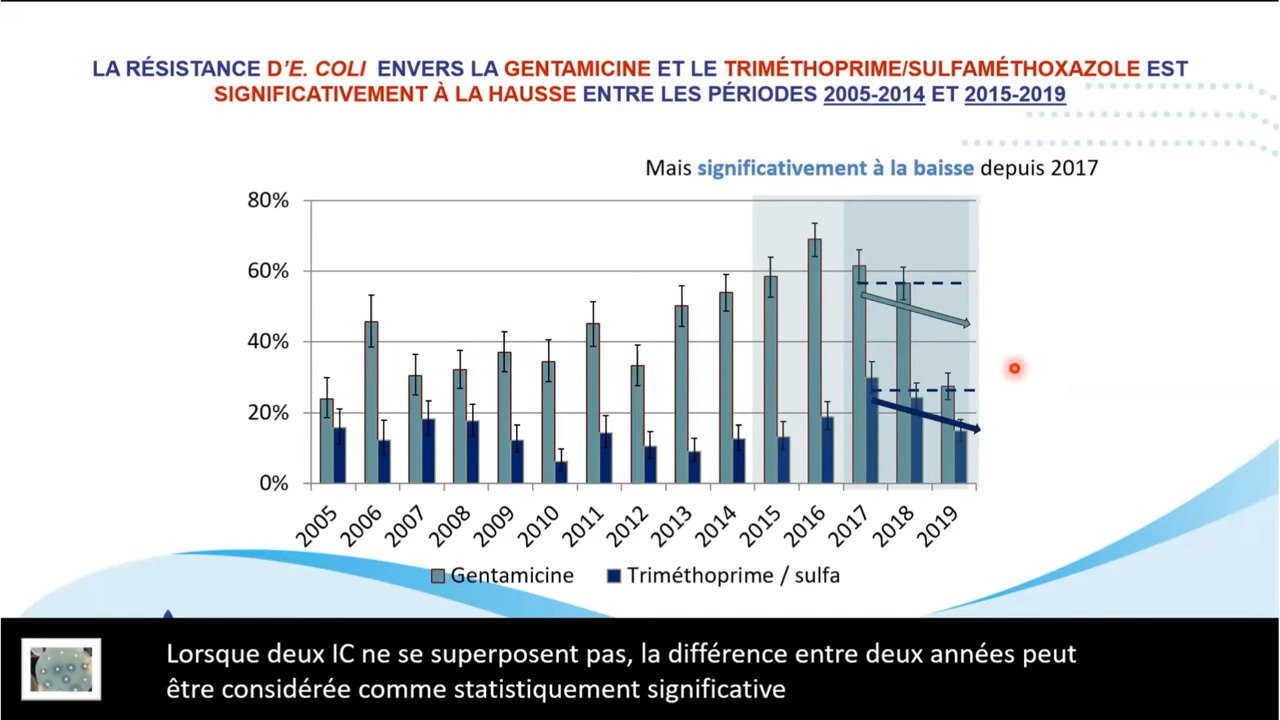 LA RÉSISTANCE D'E. COLI ENVERS LA GENTAMICINE ET LE TRIMÉTHOPRIME/SULFAMÉTHOXAZOLE EST
SIGNIFICATIVEMENT À LA HAUSSE ENTRE LES PÉRIODES 2005-2014 ET 2015-2019
Mais significativement à la baisse depuis 2017
80%
60%
40%
20%
0%
2005 2006 2007 2008 2009 2010 2011 2012 2013 2014 2015 2016 2017 2018 2019
Gentamicine Triméthoprime / sulfa
Lorsque deux IC ne se superposent pas, la différence entre deux années peut
être considérée comme statistiquement significative